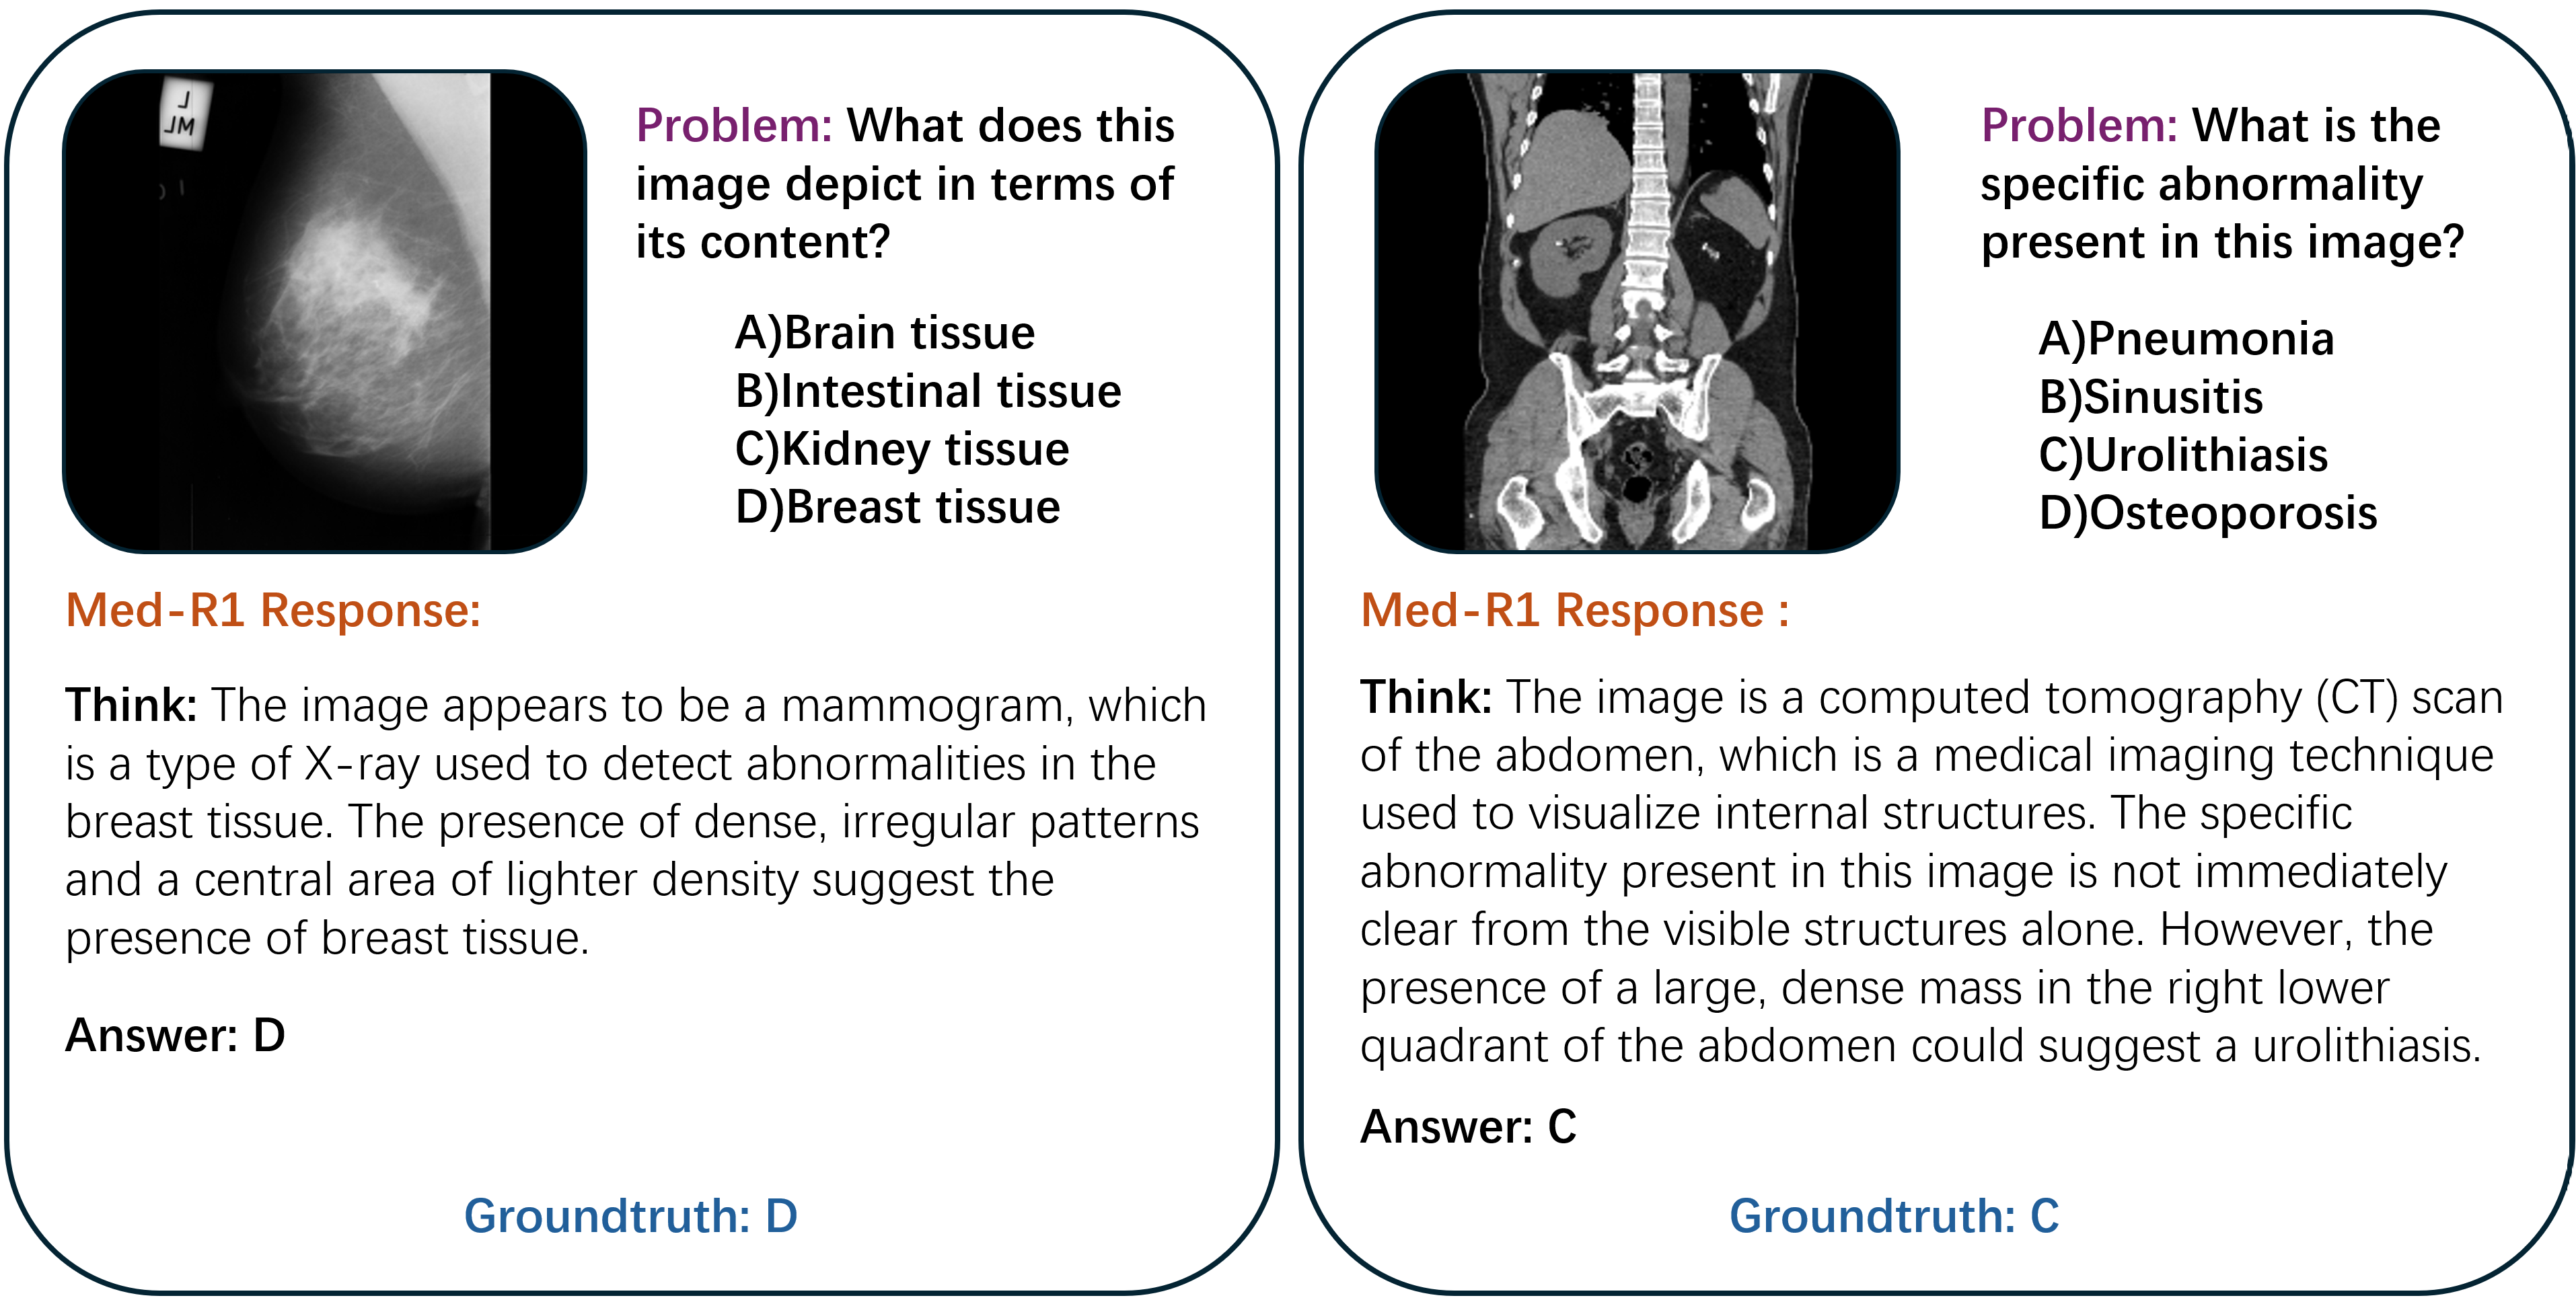 Problem: What does this
image depict in terms of
its content?
A)Brain tissue
B)Intestinal tissue
C)Kidney tissue
D)Breast tissue
Med-R1 Response:
Think: The image appears to be a mammogram, which
is a type of X-ray used to detect abnormalities in the
breast tissue. The presence of dense, irregular patterns
and a central area of lighter density suggest the
presence of breast tissue.
Answer: D
Groundtruth: D
Problem: What is the
specific abnormality
present in this image?
A)Pneumonia
B)Sinusitis
C)Urolithiasis
D)Osteoporosis
Med-R1 Response :
Think: The image is a computed tomography (CT) scan
of the abdomen, which is a medical imaging technique
used to visualize internal structures. The specific
abnormality present in this image is not immediately
clear from the visible structures alone. However, the
presence of a large, dense mass in the right lower
quadrant of the abdomen could suggest a urolithiasis.
Answer: C
Groundtruth: C